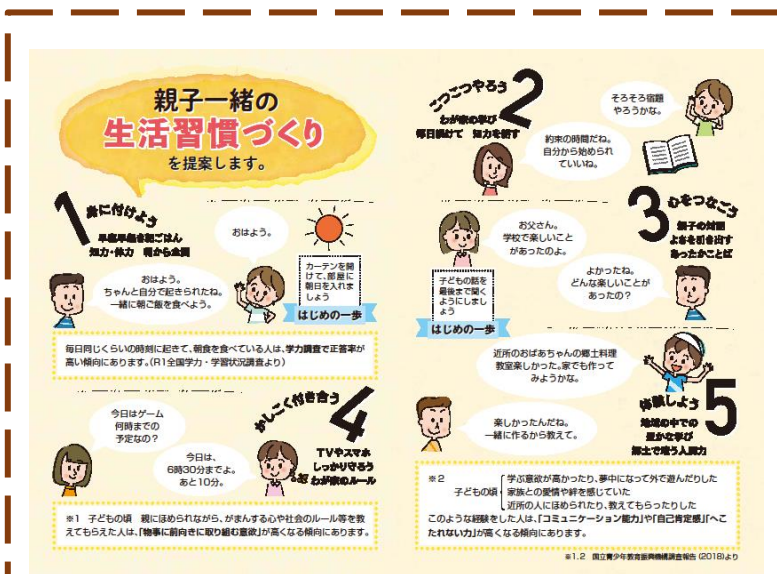 親子一緒の
生活習慣づくり
を提案します。
1
身に付けよう
早寝早起き朝ごはん
知力・体力 朝から全開
おはよう。
おはよう。
ちゃんと自分で起きられたね。
一緒に朝ご飯を食べよう。
カーテンを開
けて、部屋に
朝日を入れま
しょう
はじめの一歩
毎日同じくらいの時刻に起きて、朝食を食べている人は、学力調査で正答率が
高い傾向にあります。(R1全国学力・学習状況調査より)
2
こつこつやろう
わが家の学び
毎日続けて 知力を耕す
そろそろ宿題
やろうかな。
約束の時間だね。
自分から始められ
ていいね。
3
心をつなごう
親子の対話
よさを引き出す
あったかことば
お父さん。
学校で楽しいこと
があったのよ。
よかったね。
どんな楽しいことが
あったの?
子どもの話を
最後まで聞く
ようにしまし
ょう
はじめの一歩
4
かしこく付き合う
TVやスマホ
しっかり守ろう
わが家のルール
今日はゲーム
何時までの
予定なの?
今日は、
6時30分までよ。
あと10分。
※1 子どもの頃 親にほめられながら、がまんする心や社会のルール等を教
えてもらえた人は、「物事に前向きに取り組む意欲」が高くなる傾向にあります。
5
体験しよう
地域の中での
豊かな学び
郷土で培う人間力
近所のおばあちゃんの郷土料理
教室楽しかった。家でも作って
みようかな。
楽しかったんだね。
一緒に作るから教えて。
※2
子どもの頃
学ぶ意欲が高かったり、夢中になって外で遊んだりした
家族との愛情や絆を感じていた
近所の人にほめられたり、教えてもらったりした
このような経験をした人は、「コミュニケーション能力」や「自己肯定感」「へこ
たれない力」が高くなる傾向にあります。
※1.2 国立青少年教育振興機構調査報告(2018)より